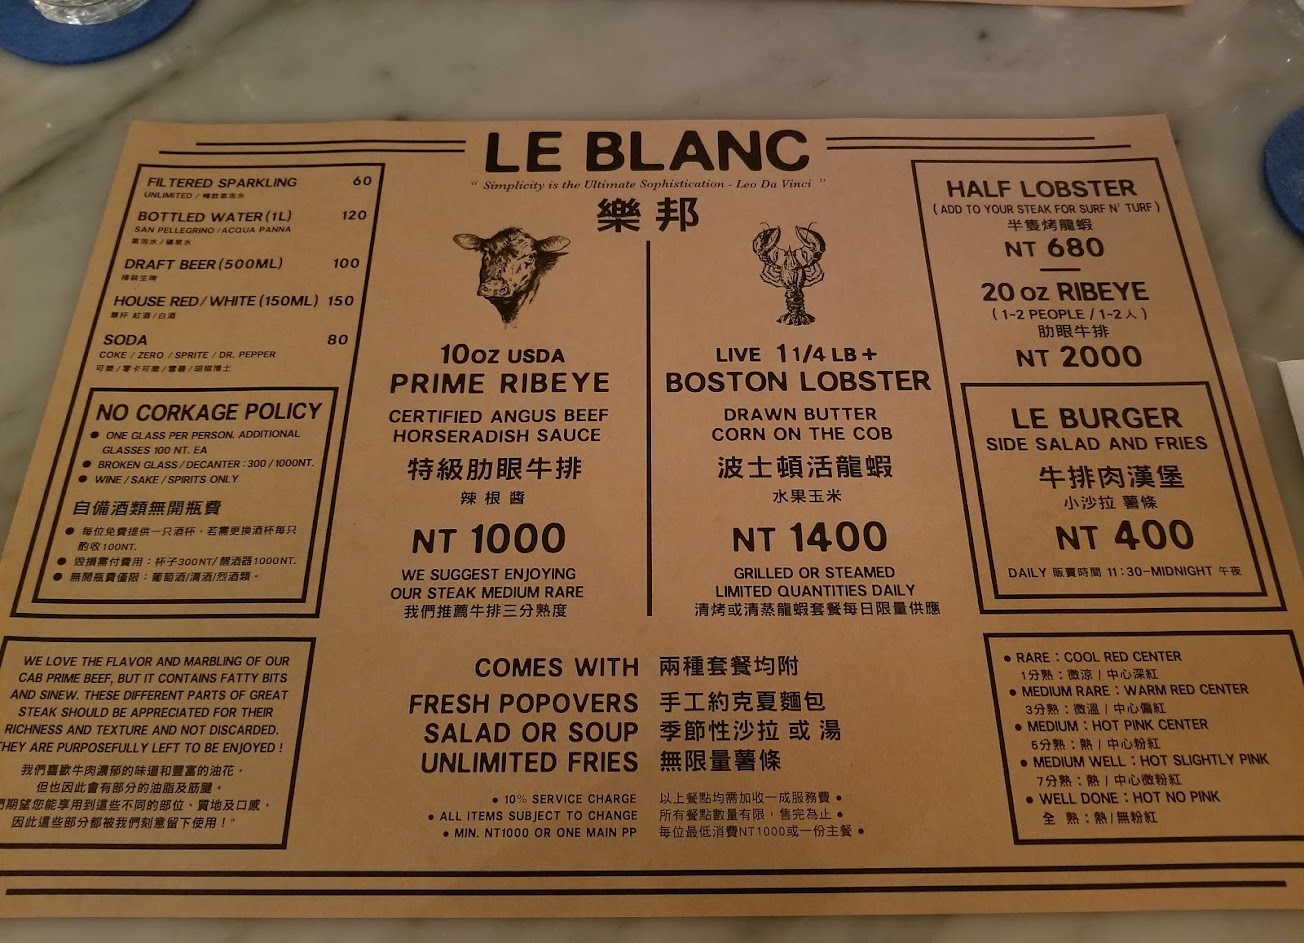 LE BLANC
“ Simplicity is the Ultimate Sophistication - Leo Da Vinci ”
樂邦
FILTERED SPARKLING 60
UNLIMITED / 暢飲氣泡水
BOTTLED WATER (1L) 120
SAN PELLEGRINO / ACQUA PANNA
氣泡水 / 礦泉水
DRAFT BEER (500ML) 100
桶裝生啤
HOUSE RED / WHITE (150ML) 150
單杯 紅酒 / 白酒
SODA 80
COKE / ZERO / SPRITE / DR. PEPPER
可樂 / 零卡可樂 / 雪碧 / 胡椒博士
NO CORKAGE POLICY
● ONE GLASS PER PERSON. ADDITIONAL
GLASSES 100 NT. EA
● BROKEN GLASS / DECANTER : 300 / 1000NT.
● WINE / SAKE / SPIRITS ONLY
自備酒類無開瓶費
● 每位免費提供一只酒杯，若需更換酒杯每只
酌收100NT.
● 毀損需付費用：杯子300NT/ 醒酒器1000NT.
● 無開瓶費僅限：葡萄酒/清酒/烈酒類。
WE LOVE THE FLAVOR AND MARBLING OF OUR
CAB PRIME BEEF, BUT IT CONTAINS FATTY BITS
AND SINEW. THESE DIFFERENT PARTS OF GREAT
STEAK SHOULD BE APPRECIATED FOR THEIR
RICHNESS AND TEXTURE AND NOT DISCARDED.
THEY ARE PURPOSEFULLY LEFT TO BE ENJOYED !
我們喜歡牛肉濃郁的味道和豐富的油花，
但也因此會有部分的油脂及筋腱。
們期望您能享用到這些不同的部位、質地及口感，
因此這些部分都被我們刻意留下使用！"
10 OZ USDA
PRIME RIBEYE
CERTIFIED ANGUS BEEF
HORSERADISH SAUCE
特級肋眼牛排
辣根醬
NT 1000
WE SUGGEST ENJOYING
OUR STEAK MEDIUM RARE
我們推薦牛排三分熟度
LIVE 1 1/4 LB +
BOSTON LOBSTER
DRAWN BUTTER
CORN ON THE COB
波士頓活龍蝦
水果玉米
NT 1400
GRILLED OR STEAMED
LIMITED QUANTITIES DAILY
清烤或清蒸龍蝦套餐每日限量供應
COMES WITH 兩種套餐均附
FRESH POPOVERS 手工約克夏麵包
SALAD OR SOUP 季節性沙拉 或 湯
UNLIMITED FRIES 無限量薯條
● 10% SERVICE CHARGE 以上餐點均需加收一成服務費 ●
● ALL ITEMS SUBJECT TO CHANGE 所有餐點數量有限，售完為止 ●
● MIN. NT1000 OR ONE MAIN PP 每位最低消費NT1000或一份主餐 ●
HALF LOBSTER
( ADD TO YOUR STEAK FOR SURF N' TURF )
半隻烤龍蝦
NT 680
20 OZ RIBEYE
( 1~2 PEOPLE / 1~2 人 )
肋眼牛排
NT 2000
LE BURGER
SIDE SALAD AND FRIES
牛排肉漢堡
小沙拉 薯條
NT 400
DAILY 販賣時間 11:30-MIDNIGHT 午夜
● RARE : COOL RED CENTER
1分熟：微涼 / 中心深紅
● MEDIUM RARE : WARM RED CENTER
3分熟：微溫 / 中心偏紅
● MEDIUM : HOT PINK CENTER
5分熟：熱 / 中心粉紅
● MEDIUM WELL : HOT SLIGHTLY PINK
7分熟：熱 / 中心微粉紅
● WELL DONE : HOT NO PINK
全 熟：熱 / 無粉紅